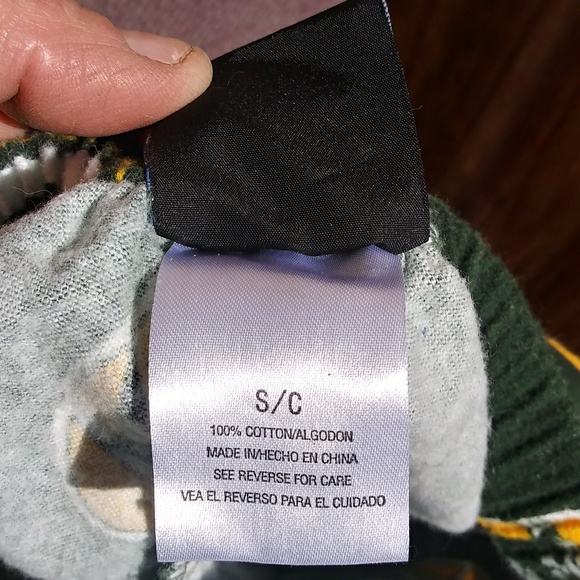 S/C
100% COTTON/ALGODON
MADE IN/HECHO EN CHINA
SEE REVERSE FOR CARE
VEA EL REVERSO PARA EL CUIDADO